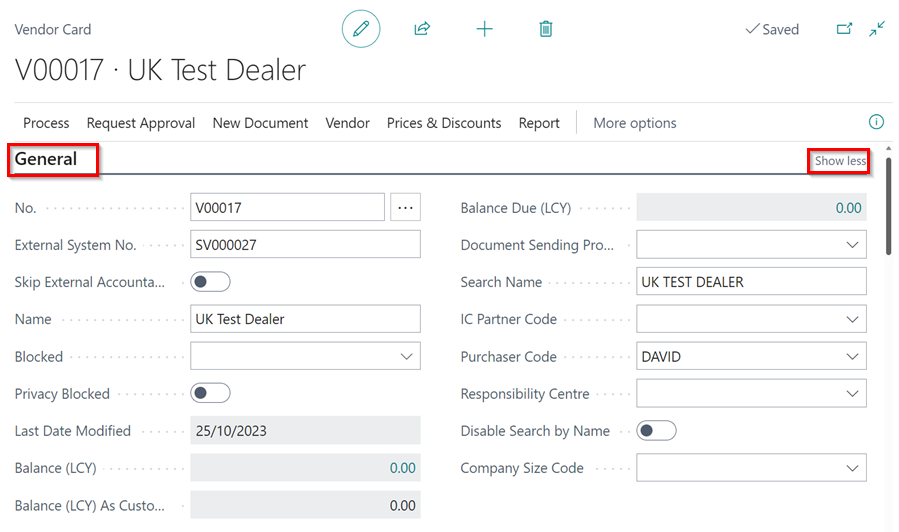 Vendor Card
Saved
V00017 · UK Test Dealer
Process Request Approval New Document Vendor Prices & Discounts Report More options
General
Show less
No. V00017 ...
External System No. SV000027
Skip External Accounta...
Name UK Test Dealer
Blocked
Privacy Blocked
Last Date Modified 25/10/2023
Balance (LCY) 0.00
Balance (LCY) As Custo... 0.00
Balance Due (LCY) 0.00
Document Sending Pro...
Search Name UK TEST DEALER
IC Partner Code
Purchaser Code DAVID
Responsibility Centre
Disable Search by Name
Company Size Code